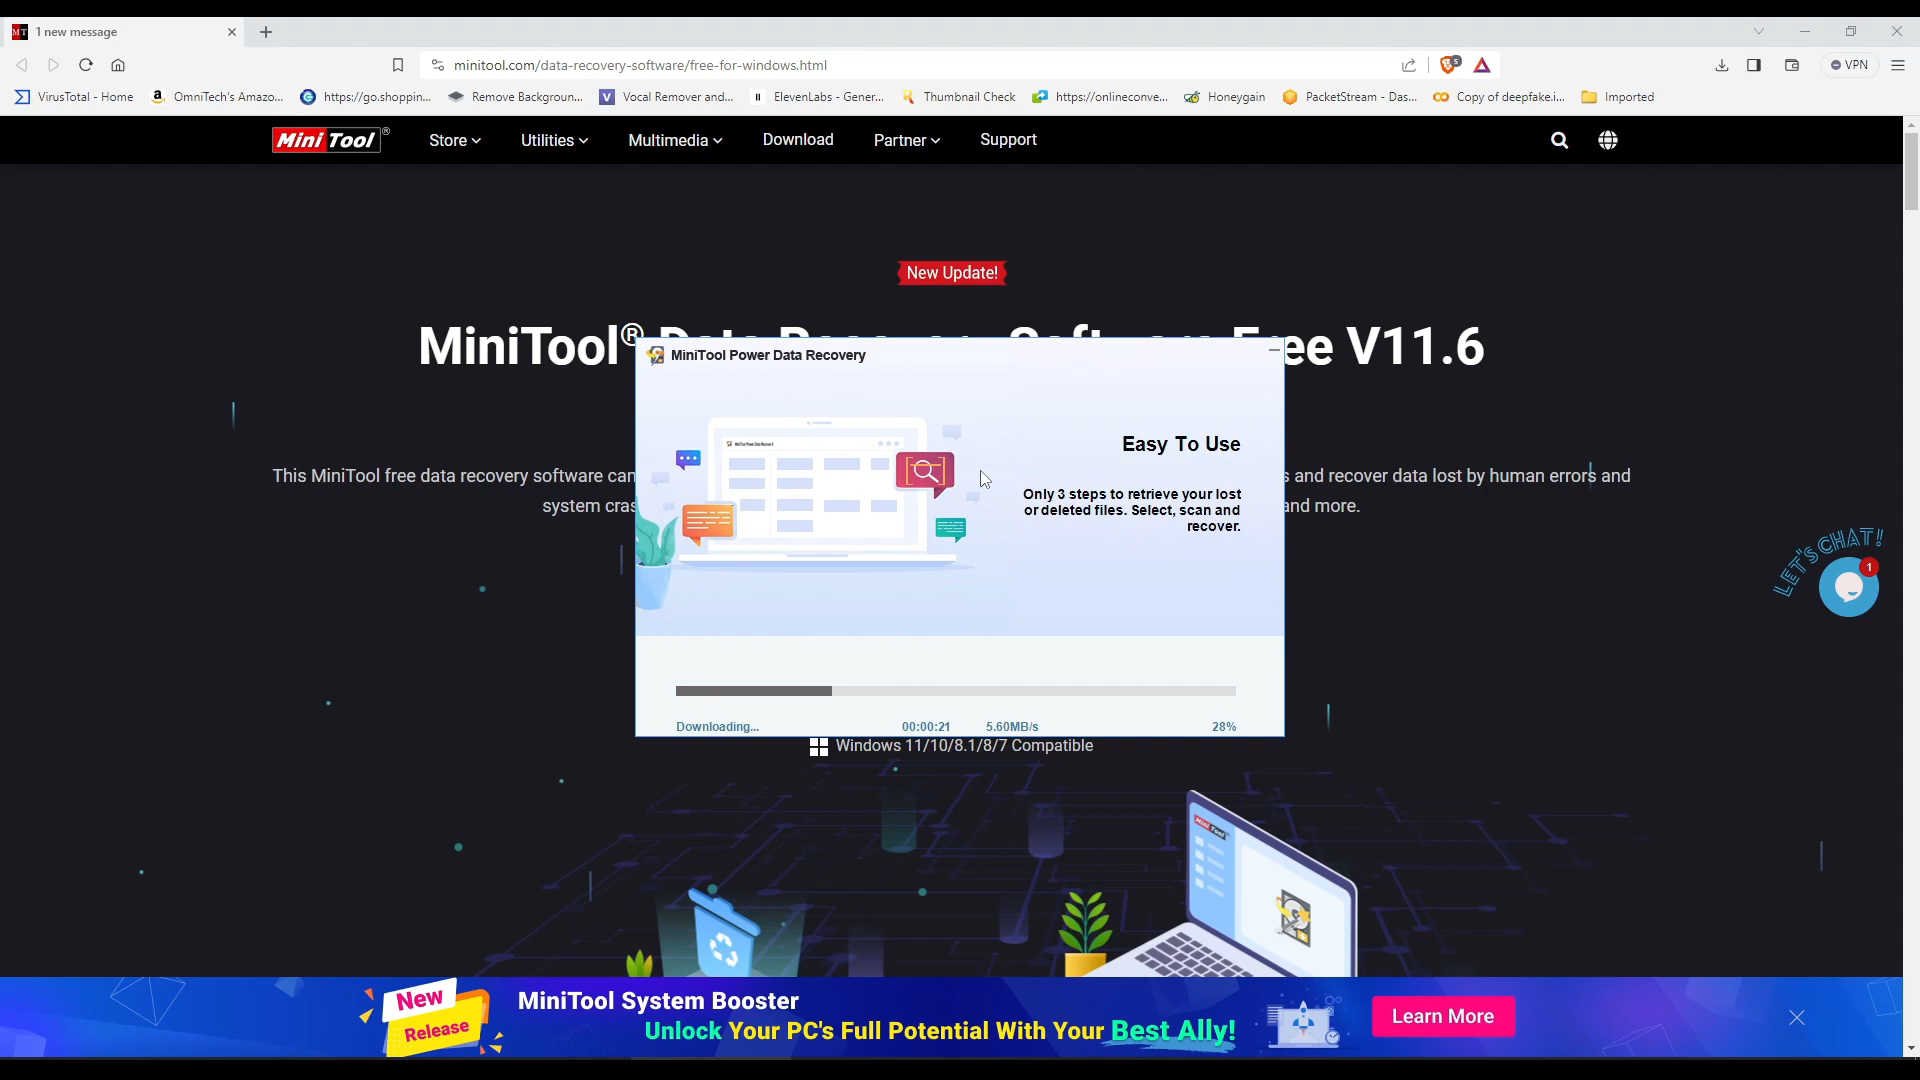 1 new message
minitool.com/data-recovery-software/free-for-windows.html
5
VPN
VirusTotal - Home
OmniTech's Amazo...
https://go.shoppin...
Remove Backgroun...
Vocal Remover and...
ElevenLabs - Gener...
Thumbnail Check
https://onlineconve...
Honeygain
PacketStream - Das...
Copy of deepfake.i...
Imported
Mini Tool®
Store
Utilities
Multimedia
Download
Partner
Support
New Update!
MiniTool® ee V11.6
MiniTool Power Data Recovery
Easy To Use
Only 3 steps to retrieve your lost
or deleted files. Select, scan and
recover.
This MiniTool free data recovery software can s and recover data lost by human errors and
system cras and more.
LET'S CHAT!
1
Downloading...
00:00:21
5.60MB/s
28%
Windows 11/10/8.1/8/7 Compatible
Mini Tool
New
Release
MiniTool System Booster
Unlock Your PC's Full Potential With Your Best Ally!
Learn More